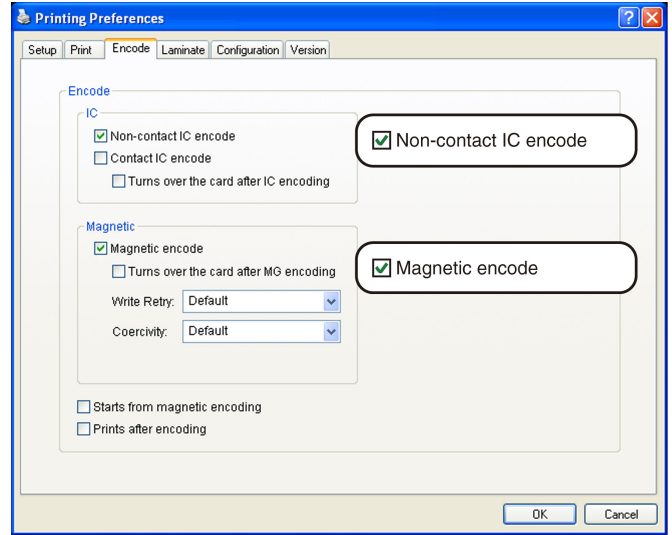 Printing Preferences
Setup Print Encode Laminate Configuration Version
Encode
IC
Non-contact IC encode
Contact IC encode
Turns over the card after IC encoding
Non-contact IC encode
Magnetic
Magnetic encode
Turns over the card after MG encoding
Magnetic encode
Write Retry: Default
Coercivity: Default
Starts from magnetic encoding
Prints after encoding
OK Cancel